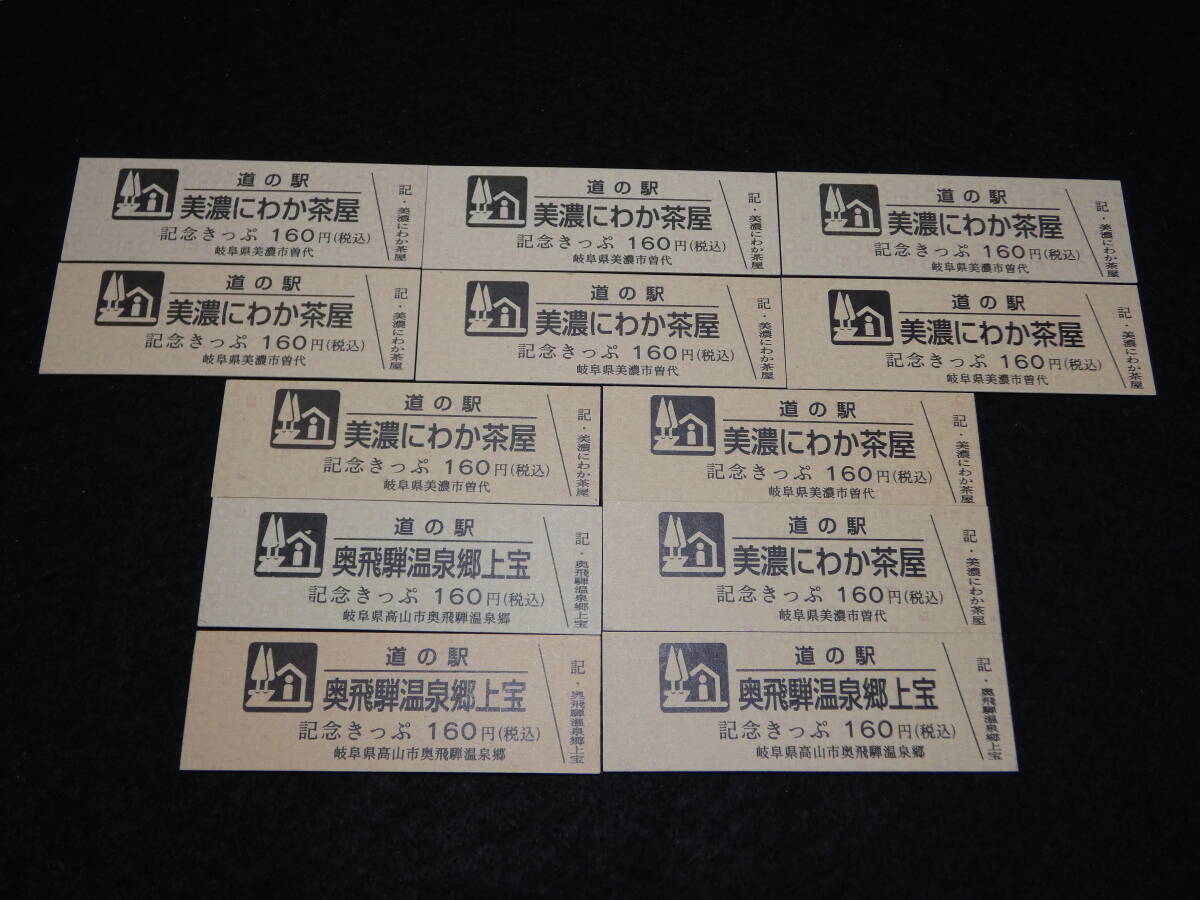 道の駅
美濃にわか茶屋
記念きっぷ 160円(税込)
岐阜県美濃市曽代
記・美濃にわか茶屋
道の駅
美濃にわか茶屋
記念きっぷ 160円(税込)
岐阜県美濃市曽代
記・美濃にわか茶屋
道の駅
美濃にわか茶屋
記念きっぷ 160円(税込)
岐阜県美濃市曽代
記・美濃にわか茶屋
道の駅
美濃にわか茶屋
記念きっぷ 160円(税込)
岐阜県美濃市曽代
記・美濃にわか茶屋
道の駅
美濃にわか茶屋
記念きっぷ 160円(税込)
岐阜県美濃市曽代
記・美濃にわか茶屋
道の駅
美濃にわか茶屋
記念きっぷ 160円(税込)
岐阜県美濃市曽代
記・美濃にわか茶屋
道の駅
美濃にわか茶屋
記念きっぷ 160円(税込)
岐阜県美濃市曽代
記・美濃にわか茶屋
道の駅
美濃にわか茶屋
記念きっぷ 160円(税込)
岐阜県美濃市曽代
記・美濃にわか茶屋
道の駅
奥飛騨温泉郷上宝
記念きっぷ 160円(税込)
岐阜県高山市奥飛騨温泉郷
記・奥飛騨温泉郷上宝
道の駅
美濃にわか茶屋
記念きっぷ 160円(税込)
岐阜県美濃市曽代
記・美濃にわか茶屋
道の駅
奥飛騨温泉郷上宝
記念きっぷ 160円(税込)
岐阜県高山市奥飛騨温泉郷
記・奥飛騨温泉郷上宝
道の駅
奥飛騨温泉郷上宝
記念きっぷ 160円(税込)
岐阜県高山市奥飛騨温泉郷
記・奥飛騨温泉郷上宝